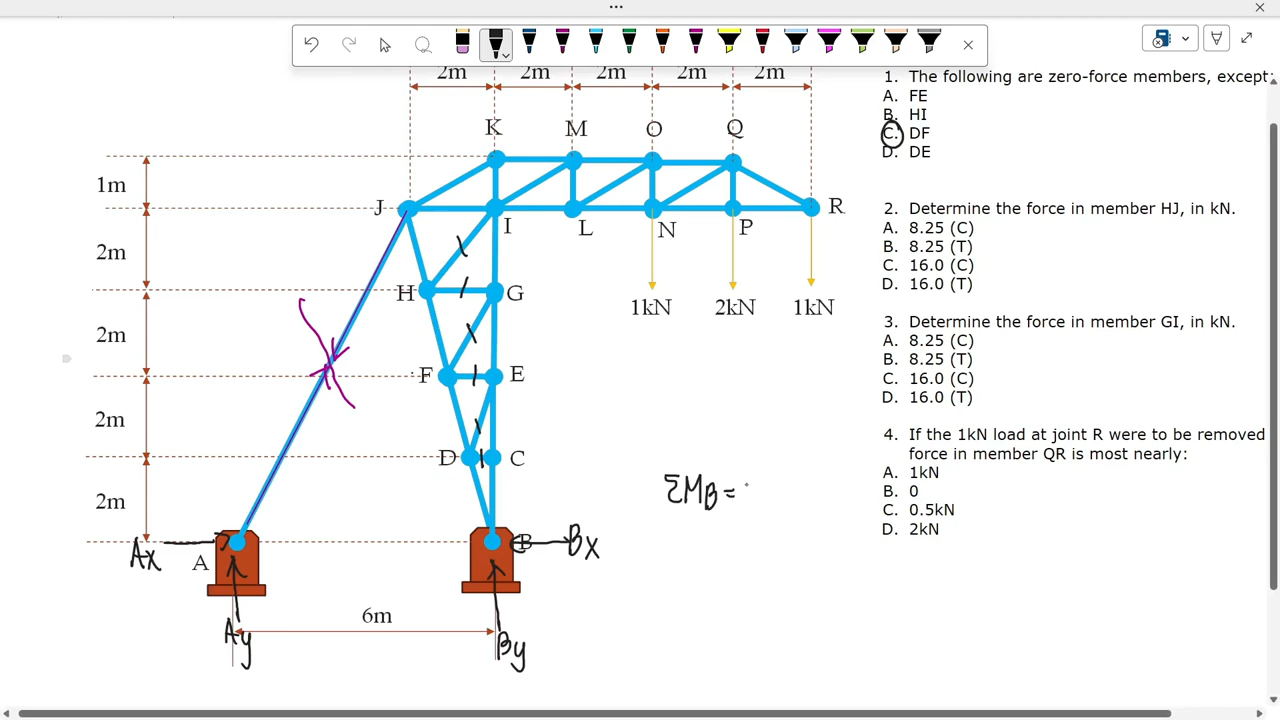 2m 2m 2m 2m 2m
K M O Q
1m
J I L N P R
2m
H G
1kN 2kN 1kN
2m
F E
2m
D C
2m
ΣMB=
Ax A B Bx
6m
Ay By
1. The following are zero-force members, except:
A. FE
B. HI
C. DF
D. DE
2. Determine the force in member HJ, in kN.
A. 8.25 (C)
B. 8.25 (T)
C. 16.0 (C)
D. 16.0 (T)
3. Determine the force in member GI, in kN.
A. 8.25 (C)
B. 8.25 (T)
C. 16.0 (C)
D. 16.0 (T)
4. If the 1kN load at joint R were to be removed
force in member QR is most nearly:
A. 1kN
B. 0
C. 0.5kN
D. 2kN